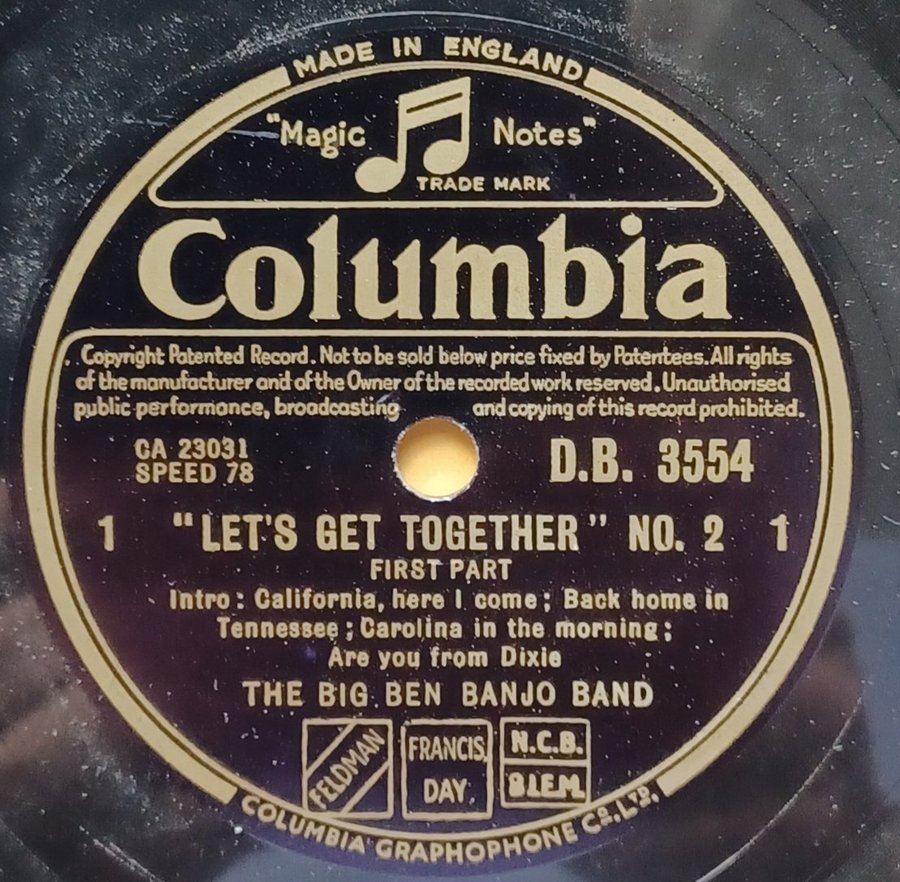 MADE IN ENGLAND
"Magic Notes"
TRADE MARK
Columbia
Copyright Patented Record. Not to be sold below price fixed by Patentees. All rights
of the manufacturer and of the Owner of the recorded work reserved. Unauthorised
public performance, broadcasting and copying of this record prohibited.
CA 23031
SPEED 78
D.B. 3554
1 "LET'S GET TOGETHER" NO. 2 1
FIRST PART
Intro: California, here I come; Back home in
Tennessee; Carolina in the morning;
Are you from Dixie
THE BIG BEN BANJO BAND
FELDMAN
FRANCIS,
DAY.
N.C.B.
B.I.E.M.
COLUMBIA GRAPHOPHONE CO. LTD.